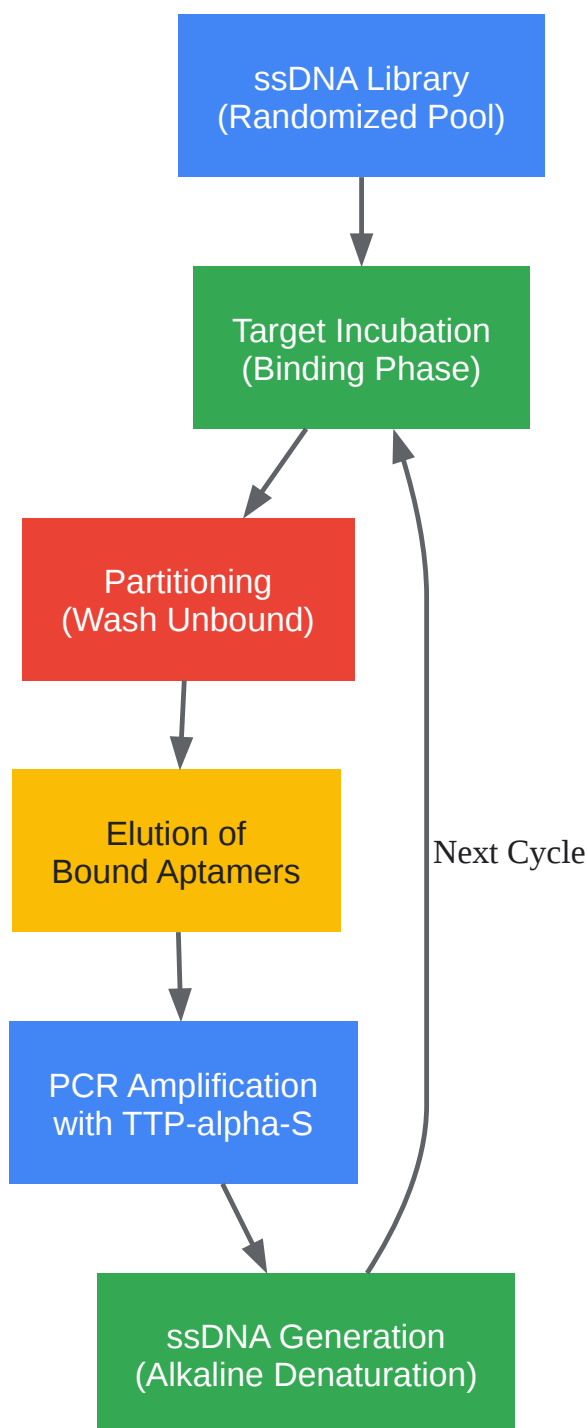 ssDNA Library
(Randomized Pool)
Target Incubation
(Binding Phase)
Partitioning
(Wash Unbound)
Elution of
Bound Aptamers
Next Cycle
PCR Amplification
with TTP-alpha-S
ssDNA Generation
(Alkaline Denaturation)